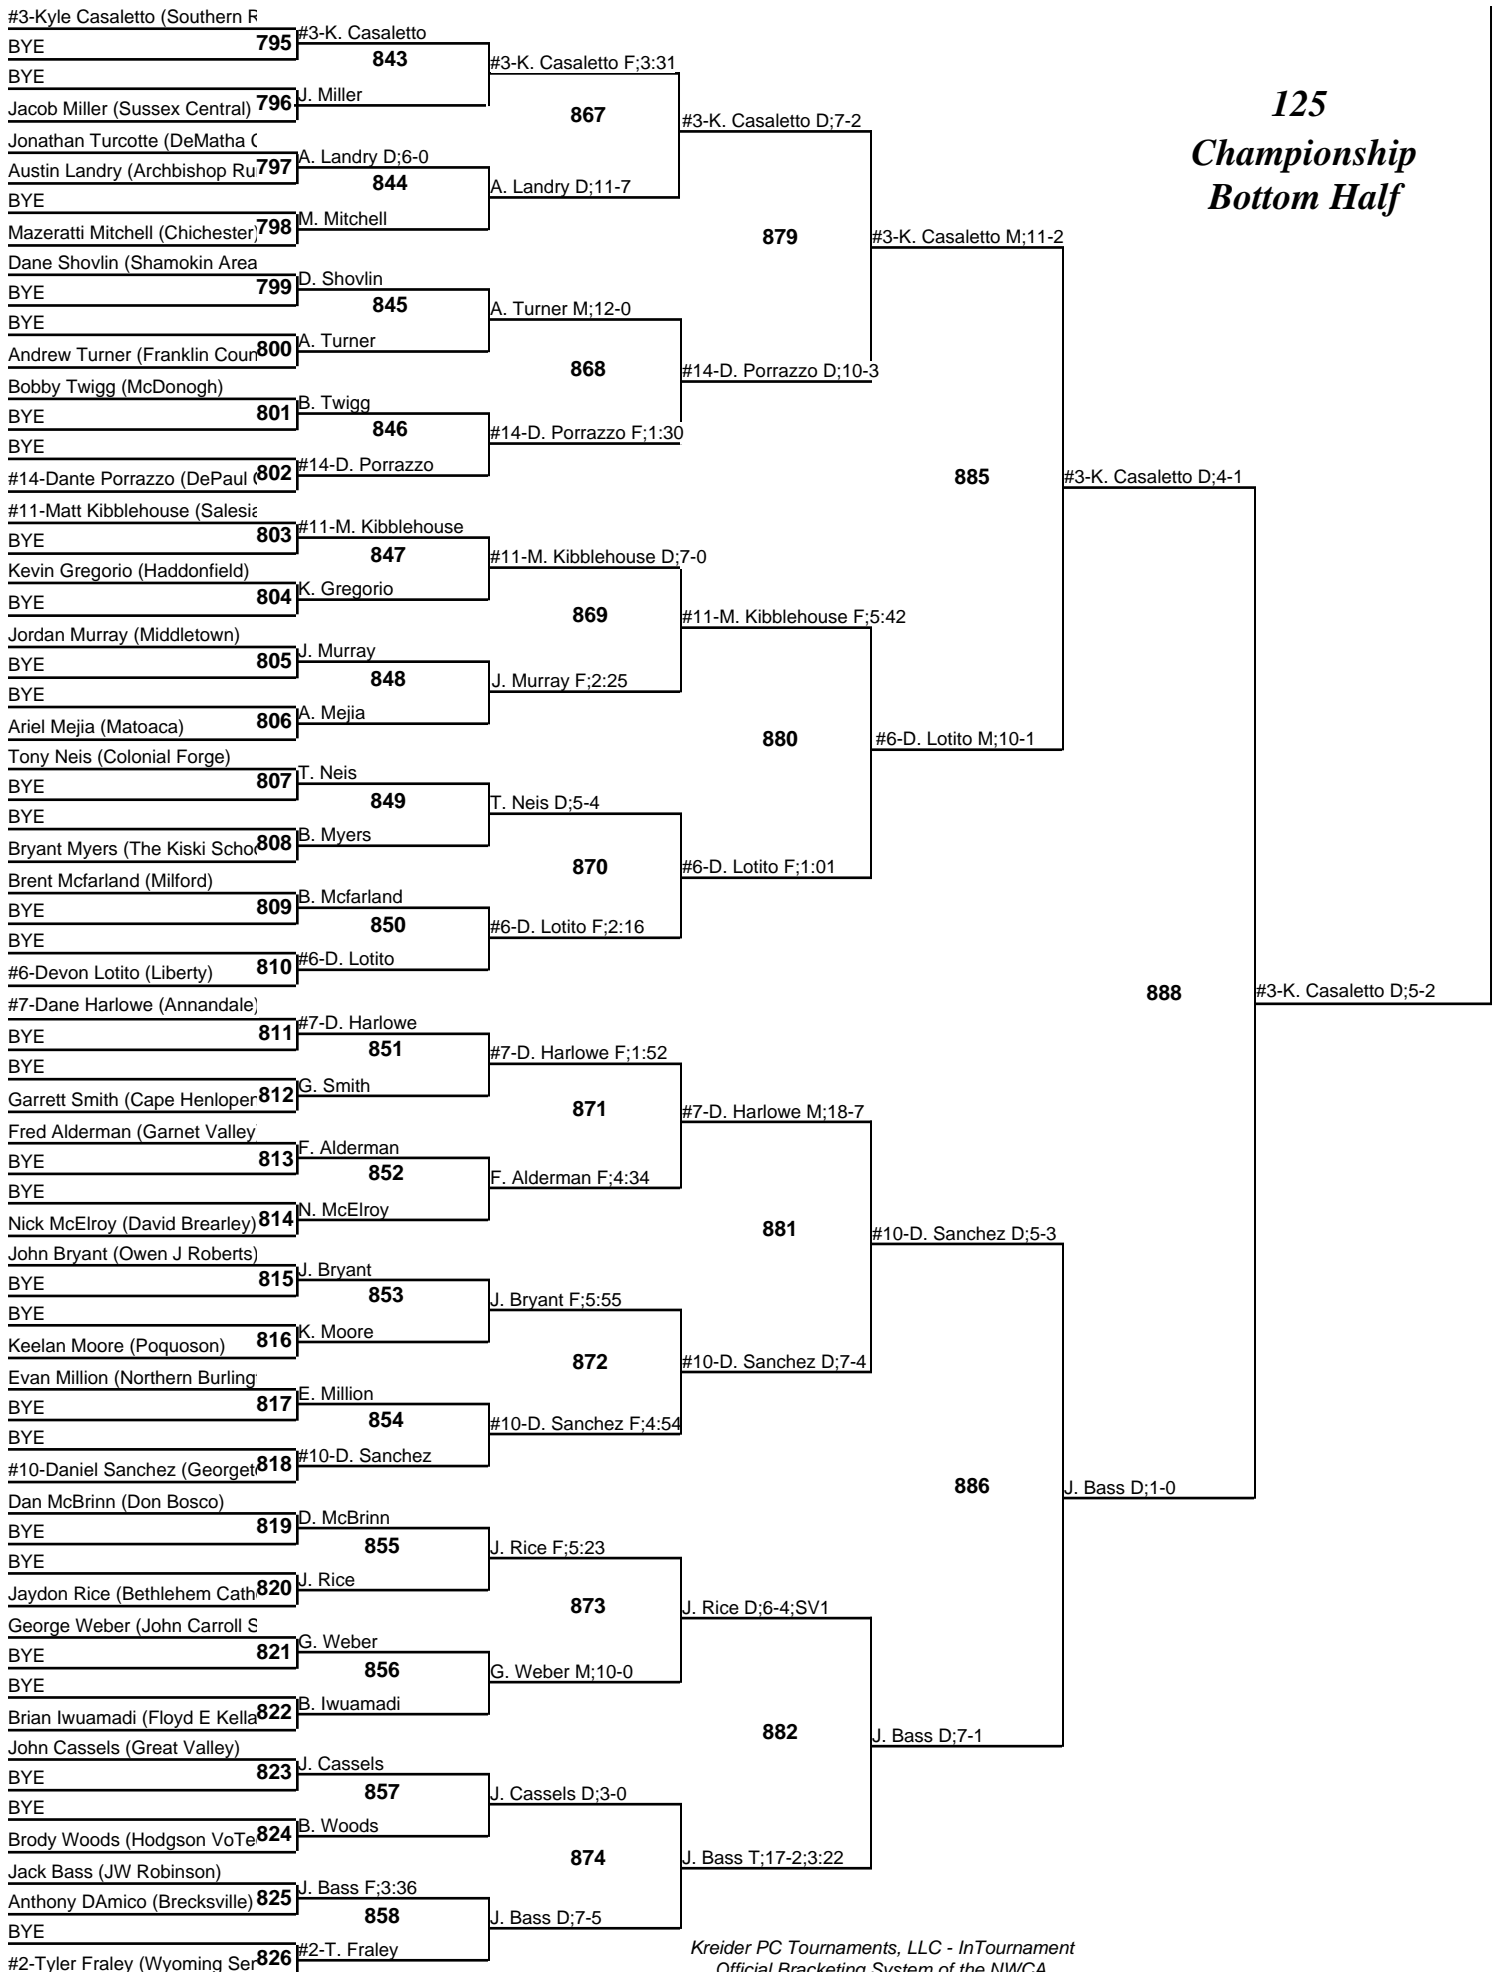 #3-Kyle Casaletto (Southern R
BYE
795
BYE
Jacob Miller (Sussex Central)
796
Jonathan Turcotte (DeMatha C
Austin Landry (Archbishop Ru
797
BYE
Mazeratti Mitchell (Chichester)
798
Dane Shovlin (Shamokin Area
BYE
799
BYE
Andrew Turner (Franklin Coun
800
Bobby Twigg (McDonogh)
BYE
801
BYE
#14-Dante Porrazzo (DePaul C
802
#11-Matt Kibblehouse (Salesia
BYE
803
Kevin Gregorio (Haddonfield)
BYE
804
Jordan Murray (Middletown)
BYE
805
BYE
Ariel Mejia (Matoaca)
806
Tony Neis (Colonial Forge)
BYE
807
BYE
Bryant Myers (The Kiski Schoo
808
Brent Mcfarland (Milford)
BYE
809
BYE
#6-Devon Lotito (Liberty)
810
#7-Dane Harlowe (Annandale)
BYE
811
BYE
Garrett Smith (Cape Henlopen
812
Fred Alderman (Garnet Valley)
BYE
813
BYE
Nick McElroy (David Brearley)
814
John Bryant (Owen J Roberts)
BYE
815
BYE
Keelan Moore (Poquoson)
816
Evan Million (Northern Burling
BYE
817
BYE
#10-Daniel Sanchez (Georgeto
818
Dan McBrinn (Don Bosco)
BYE
819
BYE
Jaydon Rice (Bethlehem Cath
820
George Weber (John Carroll S
BYE
821
BYE
Brian Iwuamadi (Floyd E Kella
822
John Cassels (Great Valley)
BYE
823
BYE
Brody Woods (Hodgson VoTe
824
Jack Bass (JW Robinson)
Anthony DAmico (Brecksville)
825
BYE
#2-Tyler Fraley (Wyoming Sem
826
#3-K. Casaletto
843
J. Miller
A. Landry D;6-0
844
M. Mitchell
D. Shovlin
845
A. Turner
B. Twigg
846
#14-D. Porrazzo
#11-M. Kibblehouse
847
K. Gregorio
J. Murray
848
A. Mejia
T. Neis
849
B. Myers
B. Mcfarland
850
#6-D. Lotito
#7-D. Harlowe
851
G. Smith
F. Alderman
852
N. McElroy
J. Bryant
853
K. Moore
E. Million
854
#10-D. Sanchez
D. McBrinn
855
J. Rice
G. Weber
856
B. Iwuamadi
J. Cassels
857
B. Woods
J. Bass F;3:36
858
#2-T. Fraley
#3-K. Casaletto F;3:31
867
A. Landry D;11-7
A. Turner M;12-0
868
#14-D. Porrazzo F;1:30
#11-M. Kibblehouse D;7-0
869
J. Murray F;2:25
T. Neis D;5-4
870
#6-D. Lotito F;2:16
#7-D. Harlowe F;1:52
871
F. Alderman F;4:34
J. Bryant F;5:55
872
#10-D. Sanchez F;4:54
J. Rice F;5:23
873
G. Weber M;10-0
J. Cassels D;3-0
874
J. Bass D;7-5
#3-K. Casaletto D;7-2
879
#14-D. Porrazzo D;10-3
#11-M. Kibblehouse F;5:42
880
#6-D. Lotito F;1:01
#7-D. Harlowe M;18-7
881
#10-D. Sanchez D;7-4
J. Rice D;6-4;SV1
882
J. Bass T;17-2;3:22
#3-K. Casaletto M;11-2
885
#6-D. Lotito M;10-1
#10-D. Sanchez D;5-3
886
J. Bass D;7-1
#3-K. Casaletto D;4-1
888
J. Bass D;1-0
#3-K. Casaletto D;5-2
125
Championship
Bottom Half
Kreider PC Tournaments, LLC - InTournament
Official Bracketing System of the NWCA